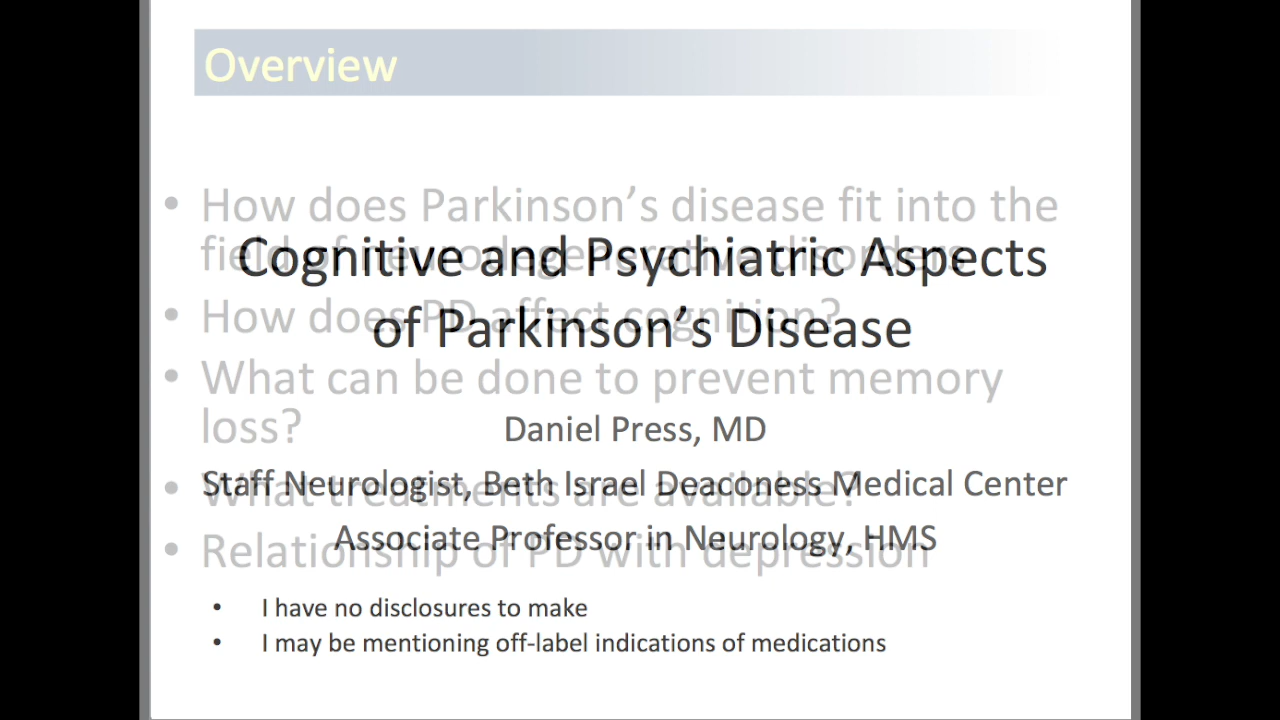 Overview
• How does Parkinson's disease fit into the
field of neurodegenerative disorders
Cognitive and Psychiatric Aspects
• How does PD affect cognition?
of Parkinson's Disease
• What can be done to prevent memory
loss?
Daniel Press, MD
• What treatments are available?
Staff Neurologist, Beth Israel Deaconess Medical Center
• Relationship of PD with depression
Associate Professor in Neurology, HMS
• I have no disclosures to make
• I may be mentioning off-label indications of medications